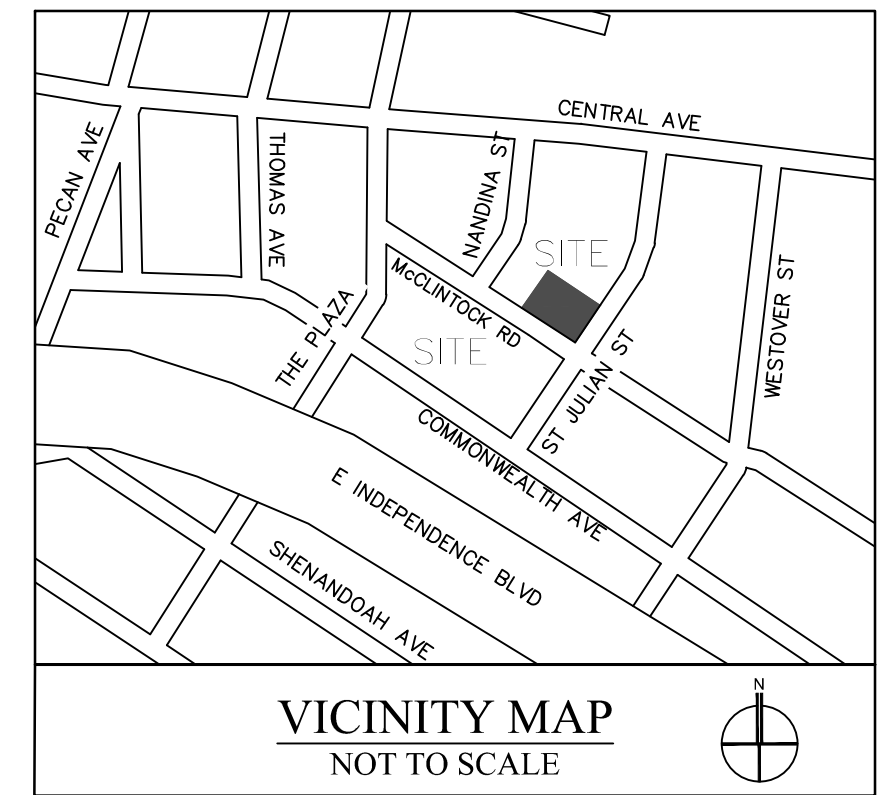 CENTRAL AVE
PECAN AVE
THOMAS AVE
NANDINA ST
SITE
McCLINTOCK RD
WESTOVER ST
THE PLAZA
SITE
ST JULIAN ST
COMMONWEALTH AVE
E INDEPENDENCE BLVD
SHENANDOAH AVE
N
VICINITY MAP
NOT TO SCALE